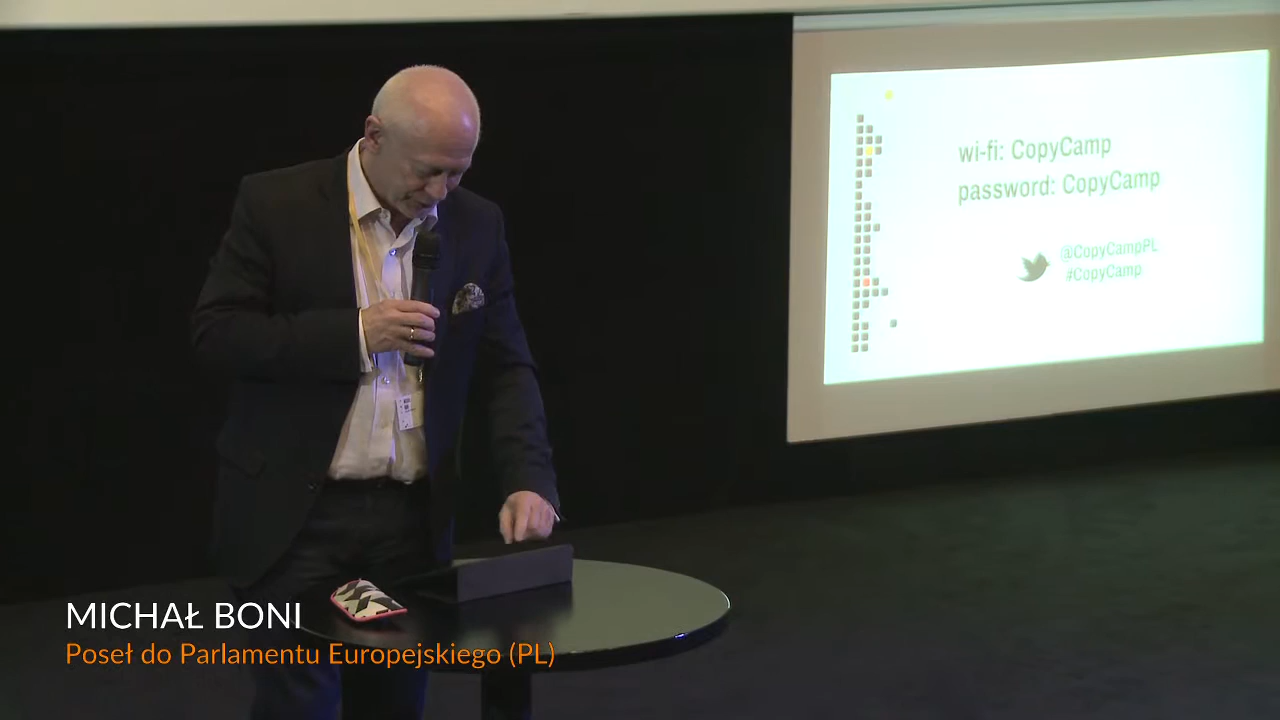 wi-fi: CopyCamp
password: CopyCamp
@CopyCampPL
#CopyCamp
MICHAŁ BONI
Poseł do Parlamentu Europejskiego (PL)